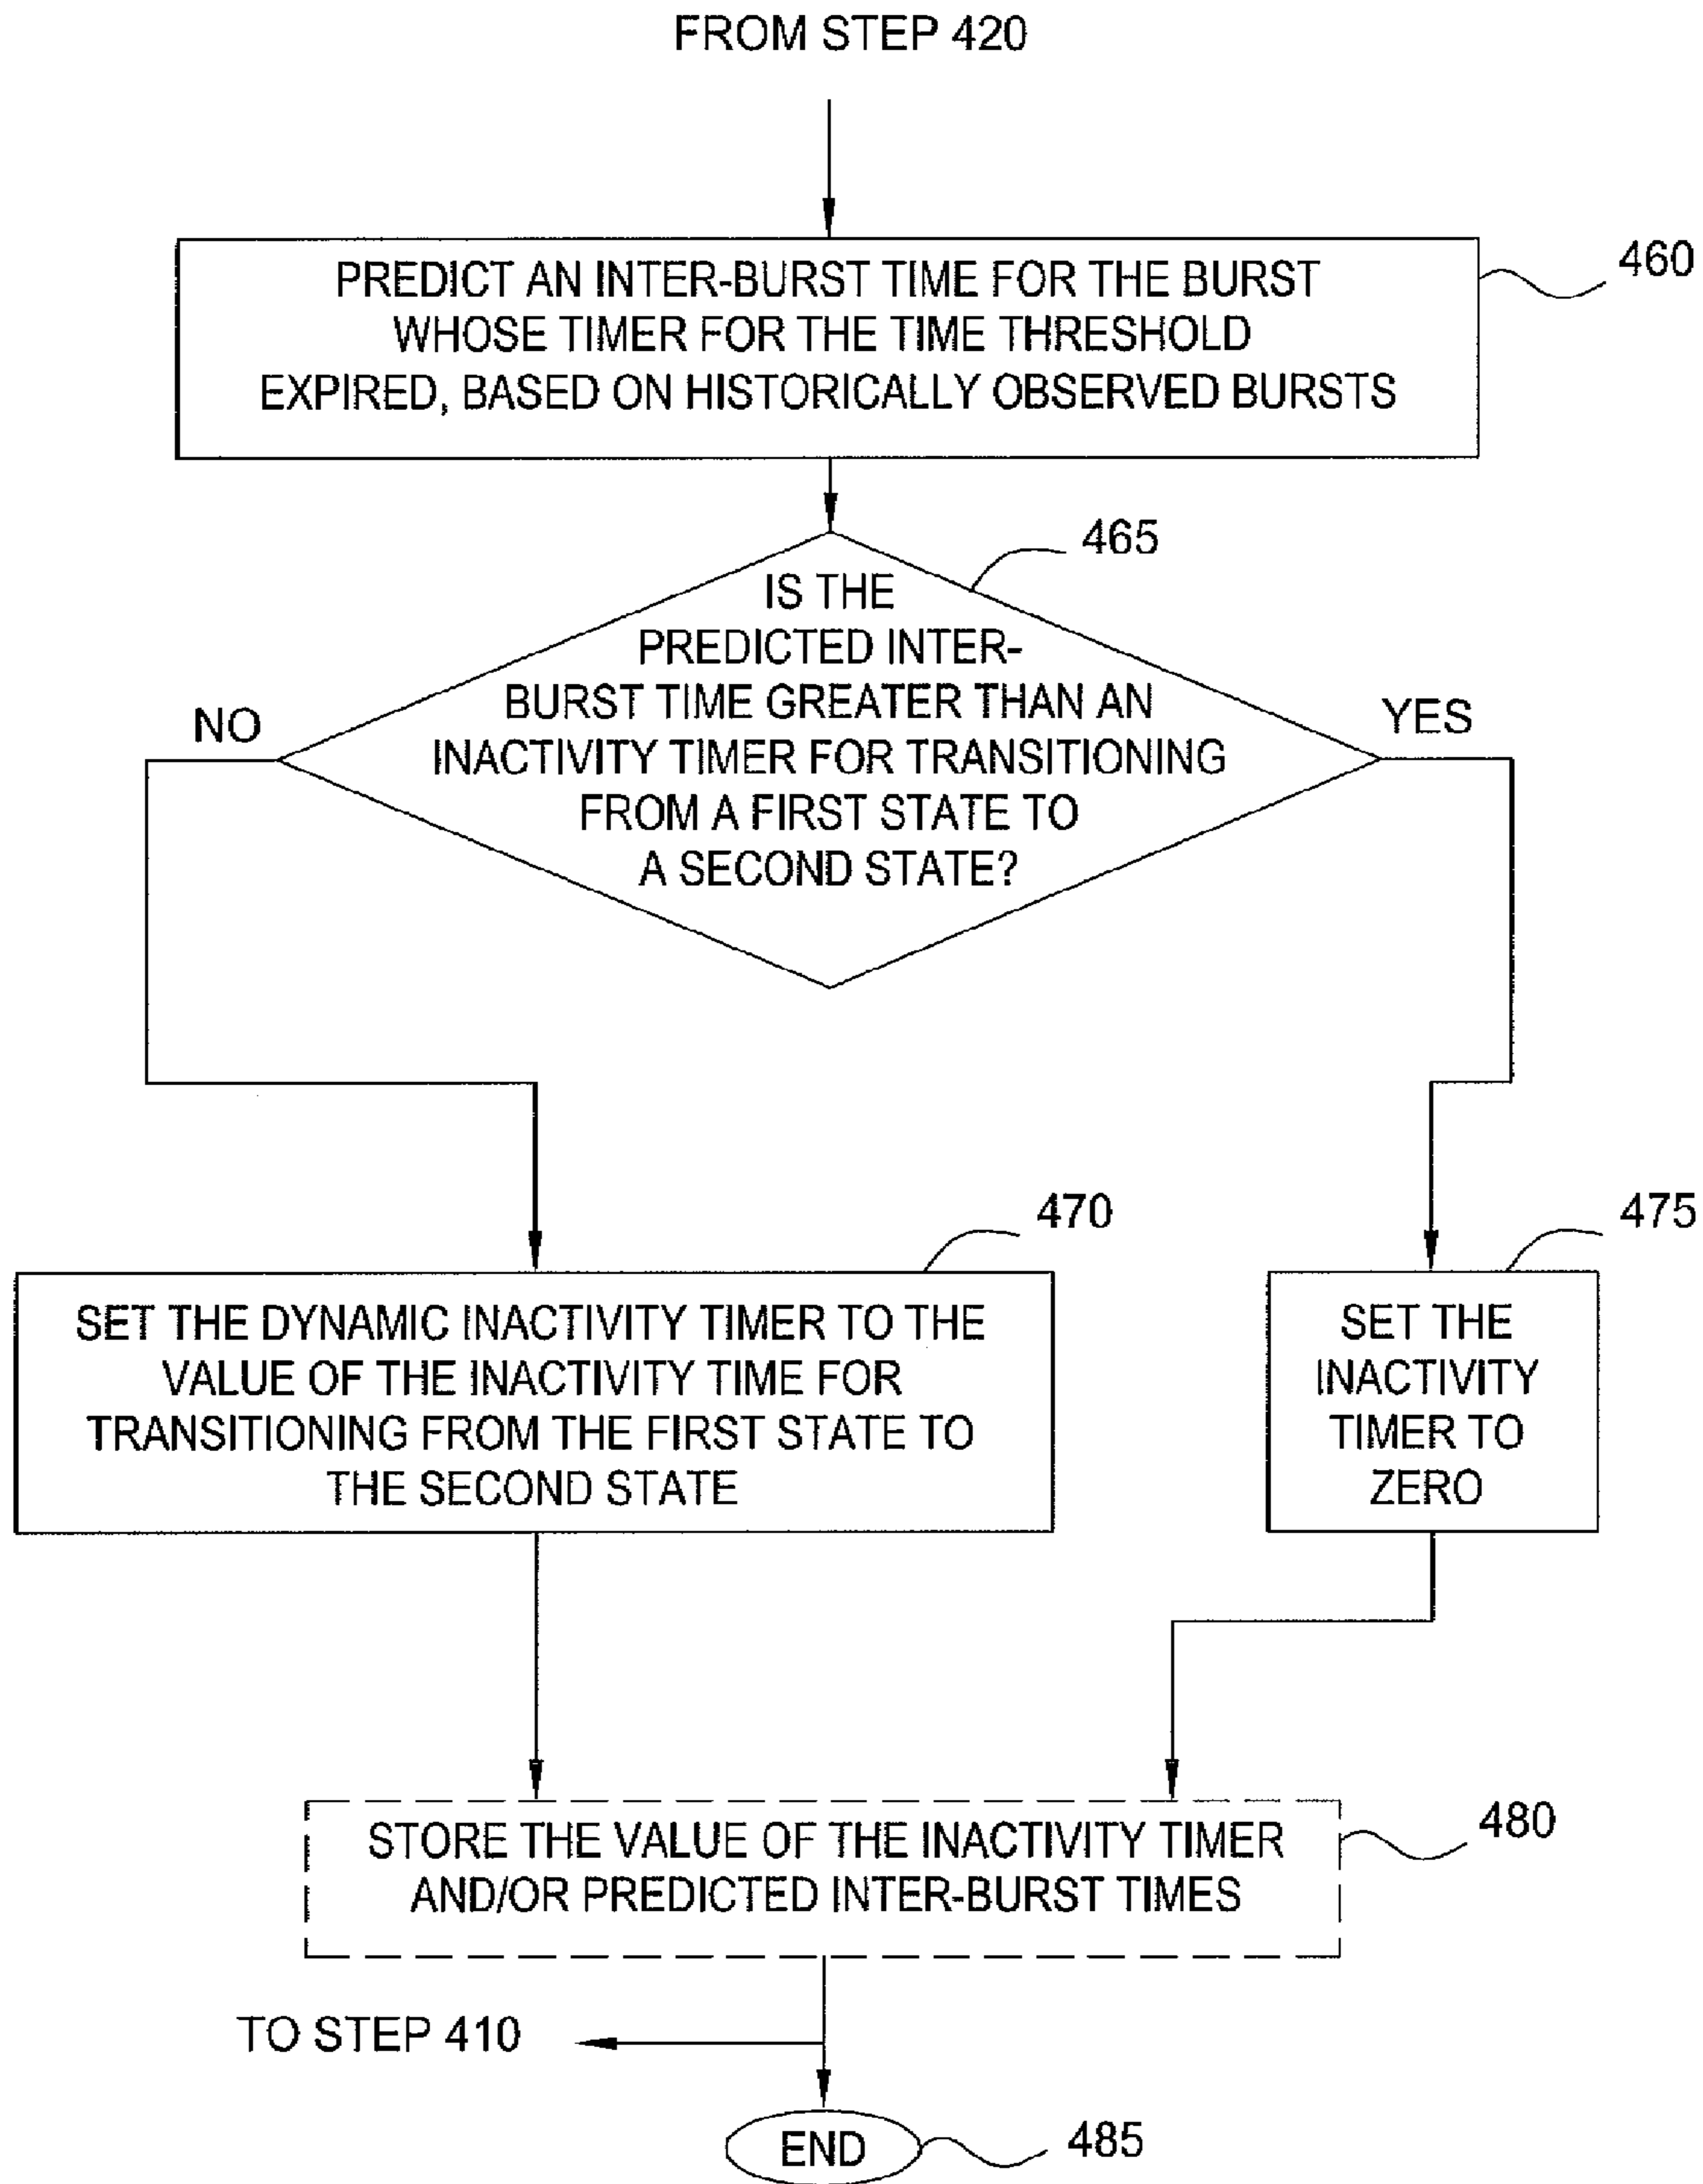 FROM STEP 420
PREDICT AN INTER-BURST TIME FOR THE BURST
WHOSE TIMER FOR THE TIME THRESHOLD
EXPIRED, BASED ON HISTORICALLY OBSERVED BURSTS
460
465
IS THE
PREDICTED INTER-
BURST TIME GREATER THAN AN
INACTIVITY TIMER FOR TRANSITIONING
FROM A FIRST STATE TO
A SECOND STATE?
NO
YES
470
SET THE DYNAMIC INACTIVITY TIMER TO THE
VALUE OF THE INACTIVITY TIME FOR
TRANSITIONING FROM THE FIRST STATE TO
THE SECOND STATE
475
SET THE
INACTIVITY
TIMER TO
ZERO
STORE THE VALUE OF THE INACTIVITY TIMER
AND/OR PREDICTED INTER-BURST TIMES
480
TO STEP 410
END
485